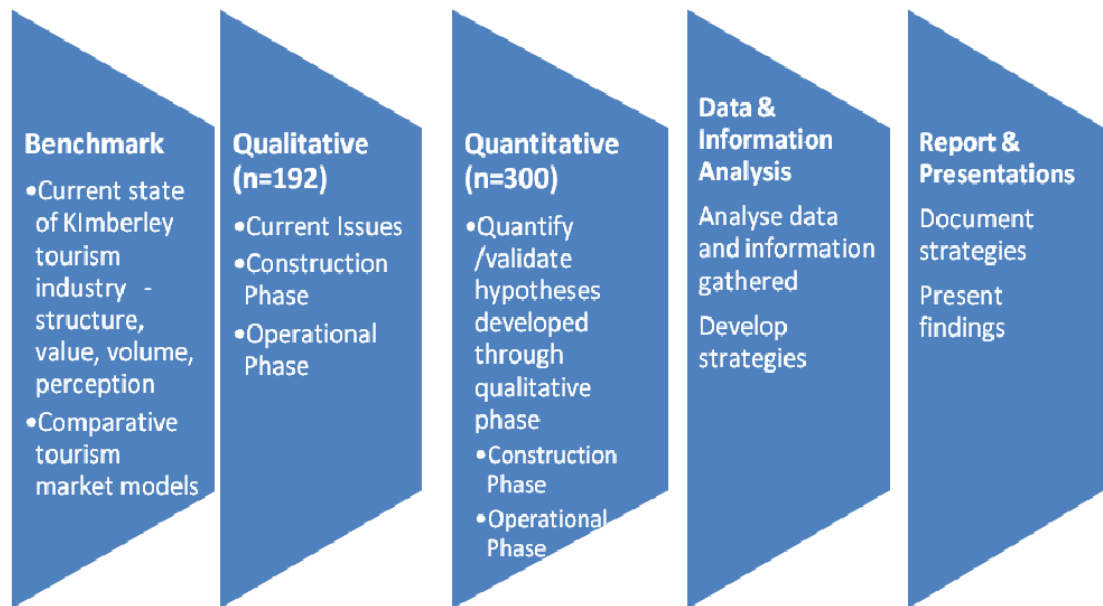 Benchmark
•Current state
of KImberley
tourism
industry -
structure,
value, volume,
perception
•Comparative
tourism
market models
Qualitative
(n=192)
•Current Issues
•Construction
Phase
•Operational
Phase
Quantitative
(n=300)
•Quantify
/validate
hypotheses
developed
through
qualitative
phase
•Construction
Phase
•Operational
Phase
Data &
Information
Analysis
Analyse data
and information
gathered
Develop
strategies
Report &
Presentations
Document
strategies
Present
findings